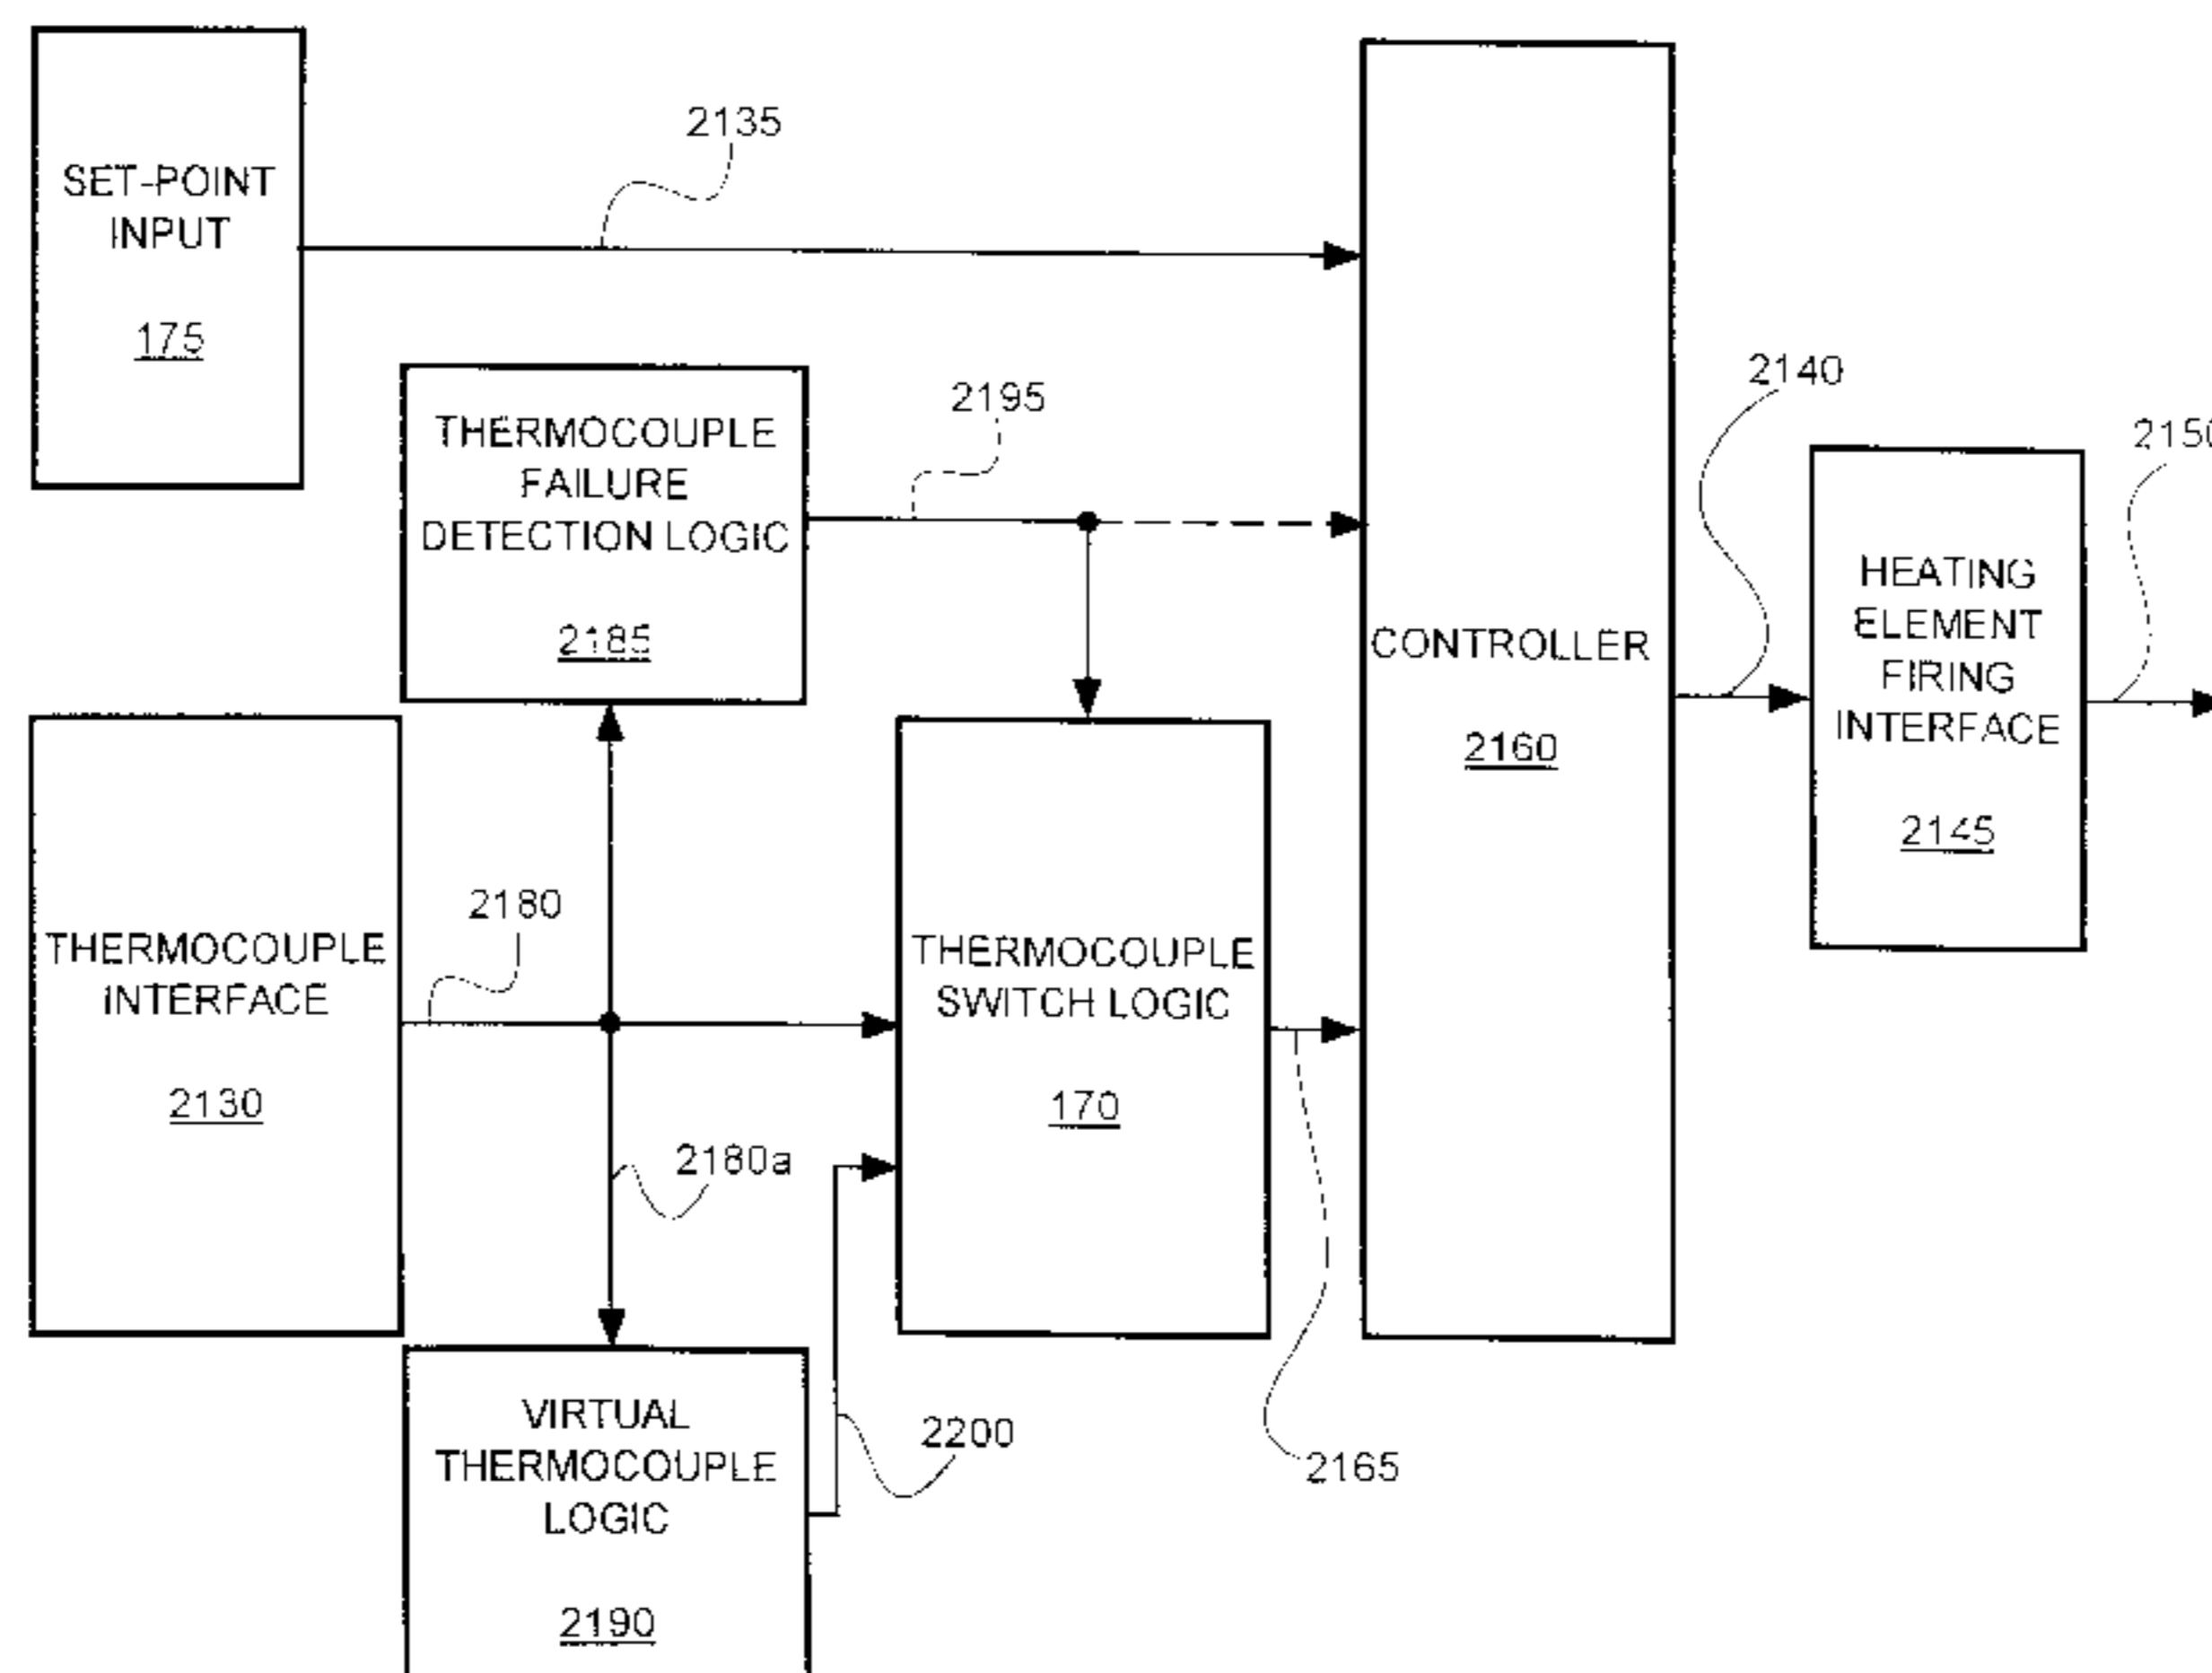 SET-POINT
INPUT
175
2135
THERMOCOUPLE
FAILURE
DETECTION LOGIC
2185
2195
CONTROLLER
2160
2140
HEATING
ELEMENT
FIRING
INTERFACE
2145
2150
THERMOCOUPLE
INTERFACE
2130
2180
2180a
THERMOCOUPLE
SWITCH LOGIC
170
2165
VIRTUAL
THERMOCOUPLE
LOGIC
2190
2200